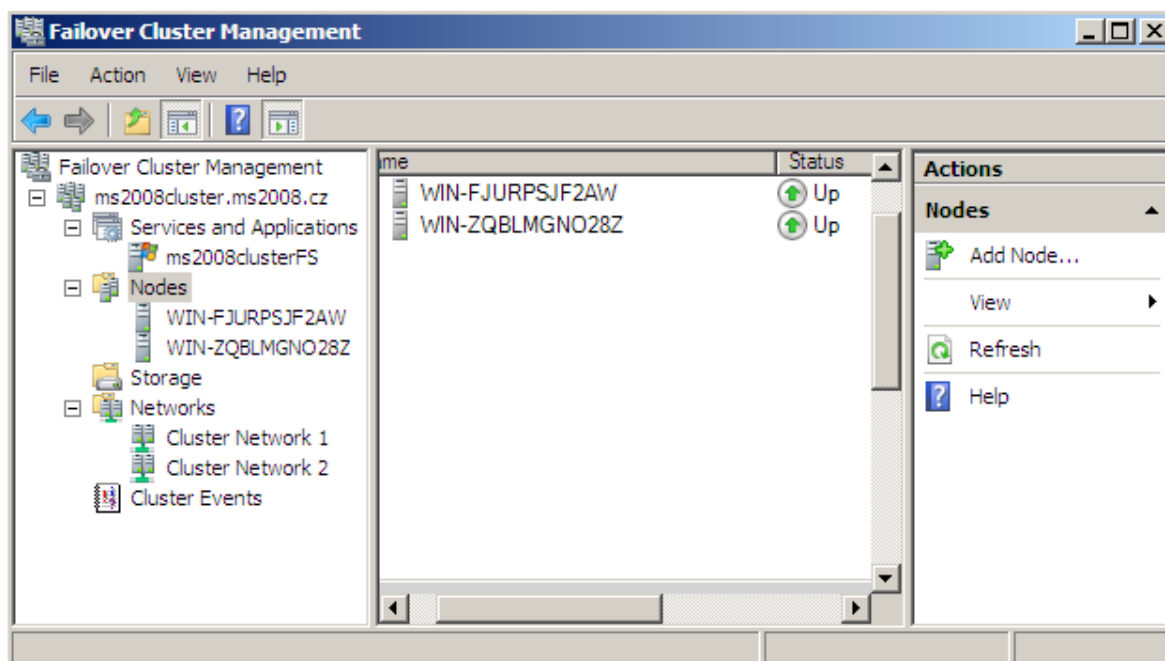 Failover Cluster Management
File Action View Help
Failover Cluster Management
ms2008cluster.ms2008.cz
Services and Applications
ms2008clusterFS
Nodes
WIN-FJURPSJF2AW
WIN-ZQBLMGNO28Z
Storage
Networks
Cluster Network 1
Cluster Network 2
Cluster Events
ame Status
WIN-FJURPSJF2AW Up
WIN-ZQBLMGNO28Z Up
Actions
Nodes
Add Node...
View
Refresh
Help